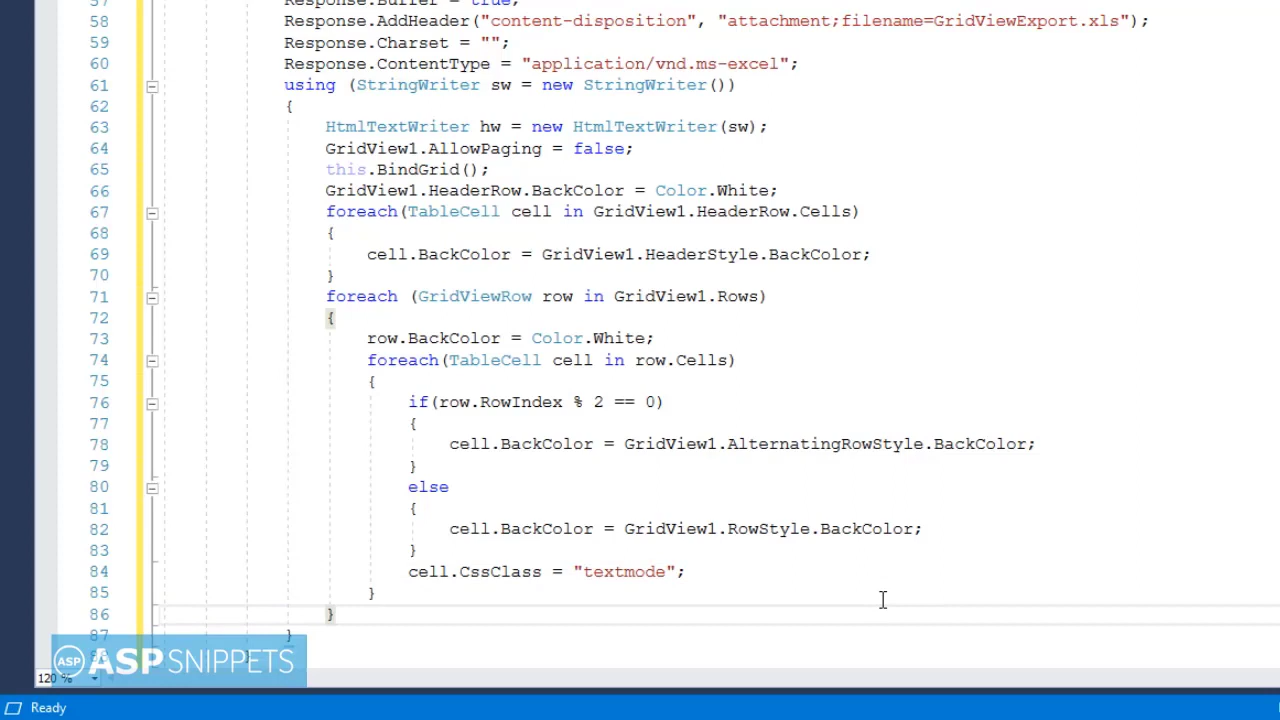 57 Response.Buffer = true;
58 Response.AddHeader("content-disposition", "attachment;filename=GridViewExport.xls");
59 Response.Charset = "";
60 Response.ContentType = "application/vnd.ms-excel";
61 using (StringWriter sw = new StringWriter())
62 {
63 HtmlTextWriter hw = new HtmlTextWriter(sw);
64 GridView1.AllowPaging = false;
65 this.BindGrid();
66 GridView1.HeaderRow.BackColor = Color.White;
67 foreach(TableCell cell in GridView1.HeaderRow.Cells)
68 {
69 cell.BackColor = GridView1.HeaderStyle.BackColor;
70 }
71 foreach (GridViewRow row in GridView1.Rows)
72 {
73 row.BackColor = Color.White;
74 foreach(TableCell cell in row.Cells)
75 {
76 if(row.RowIndex % 2 == 0)
77 {
78 cell.BackColor = GridView1.AlternatingRowStyle.BackColor;
79 }
80 else
81 {
82 cell.BackColor = GridView1.RowStyle.BackColor;
83 }
84 cell.CssClass = "textmode";
85 }
86 }
87 }
88 }
ASP ASPSNIPPETS
120 %
Ready